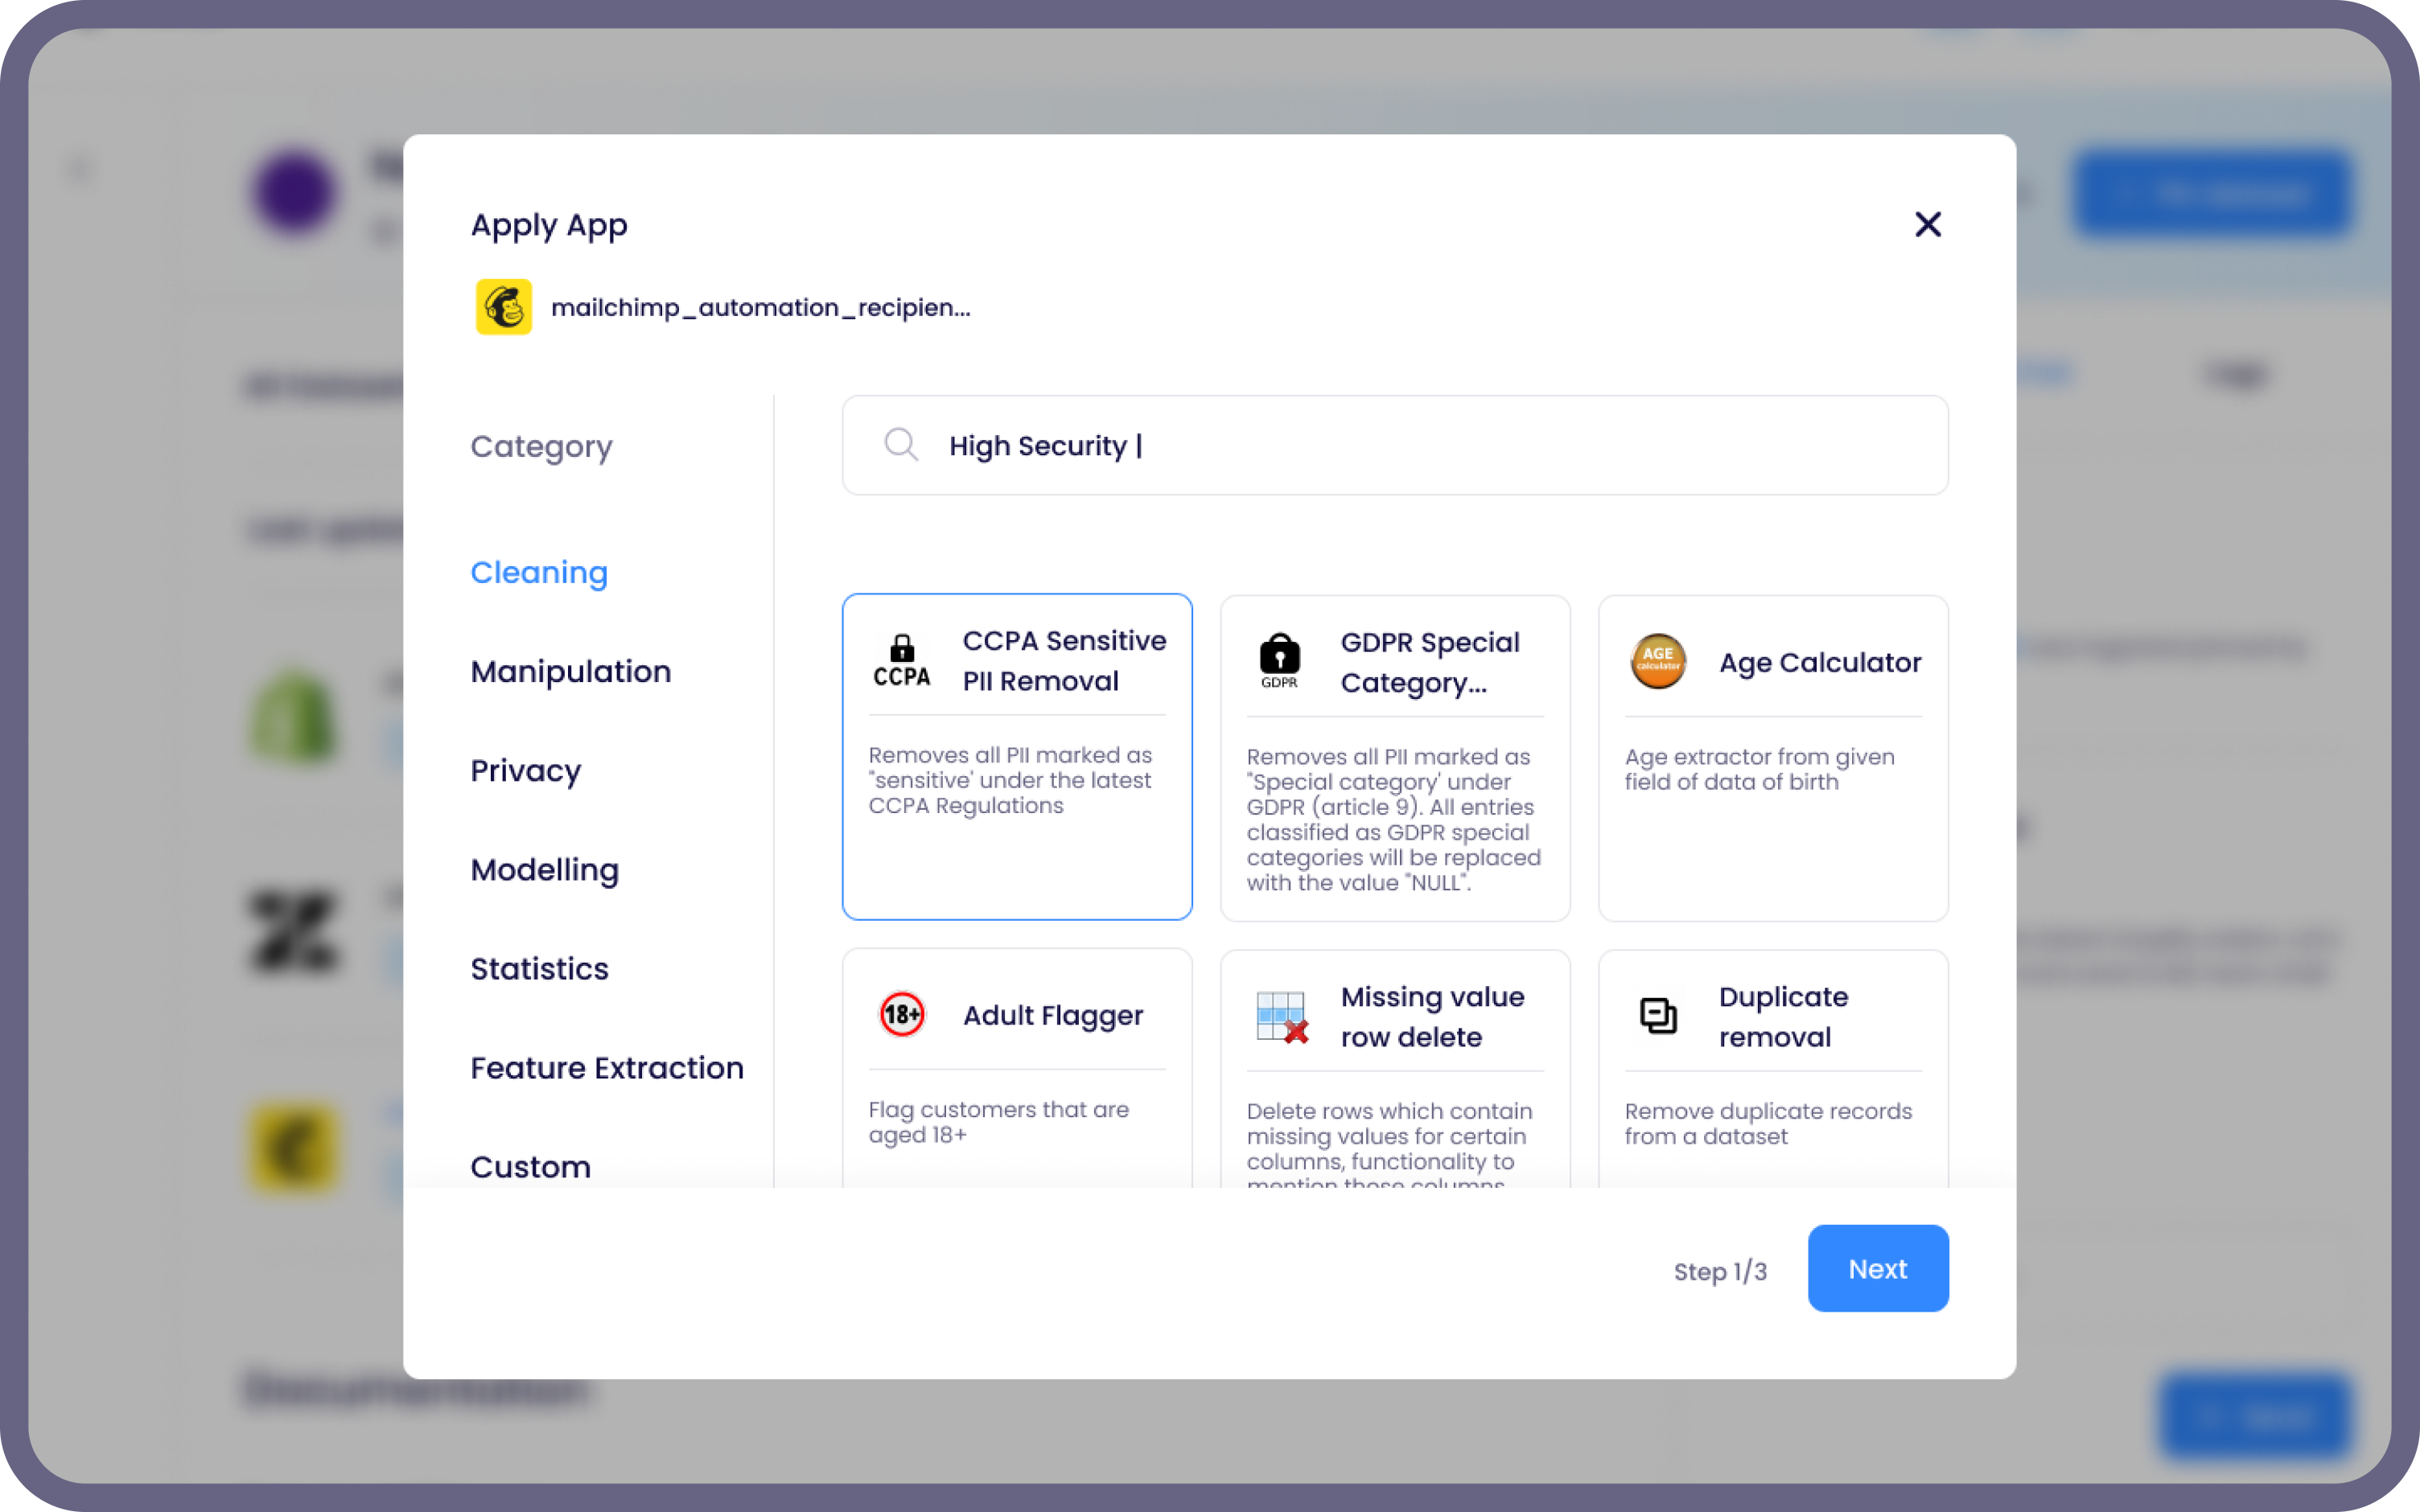 Apply App
mailchimp_automation_recipien...
Category
Cleaning
Manipulation
Privacy
Modelling
Statistics
Feature Extraction
Custom
High Security |
CCPA
CCPA Sensitive
PII Removal
Removes all PII marked as
"sensitive' under the latest
CCPA Regulations
GDPR
GDPR Special
Category...
Removes all PII marked as
"Special category' under
GDPR (article 9). All entries
classified as GDPR special
categories will be replaced
with the value "NULL".
AGE
calculator
Age Calculator
Age extractor from given
field of data of birth
18+
Adult Flagger
Flag customers that are
aged 18+
Missing value
row delete
Delete rows which contain
missing values for certain
columns, functionality to
mention those columns
Duplicate
removal
Remove duplicate records
from a dataset
Step 1/3
Next
Documentation